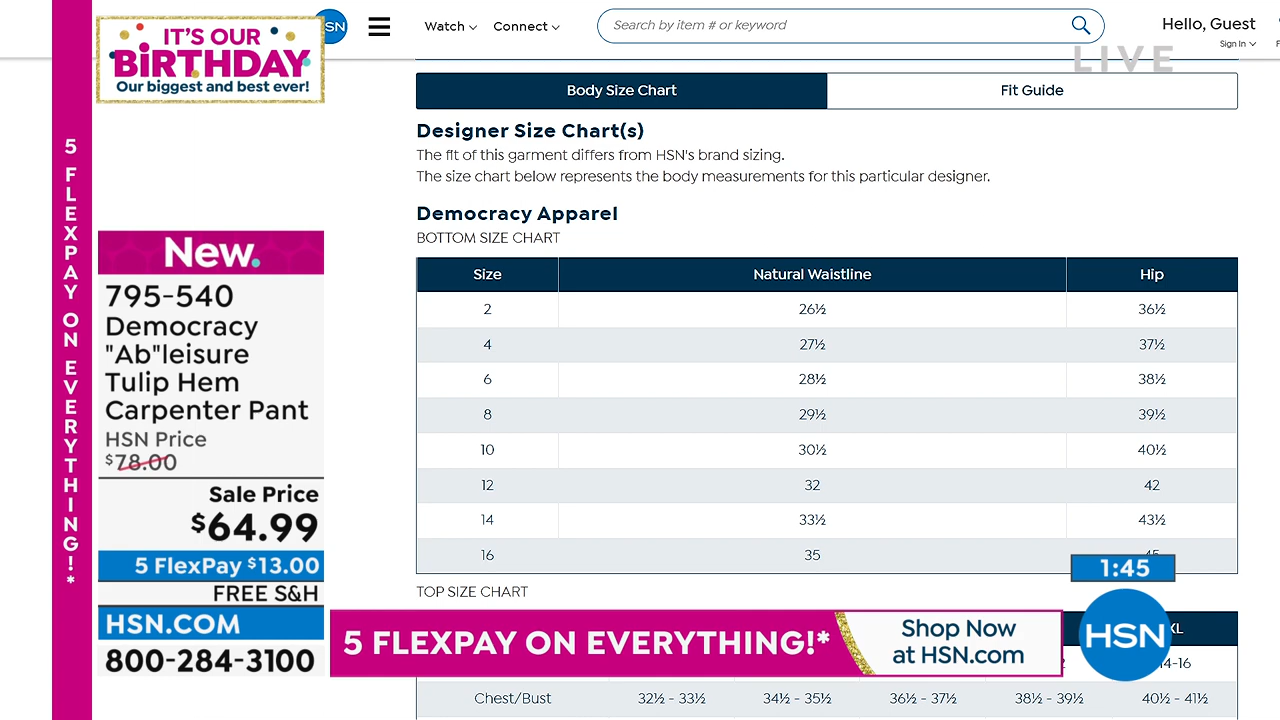 IT'S OUR
BiRTHDAY
Our biggest and best ever!
HSN
Watch
Connect
Search by item # or keyword
Hello, Guest
Sign In
LIVE
5 FLEXPAY ON EVERYTHING!*
Body Size Chart Fit Guide
Designer Size Chart(s)
The fit of this garment differs from HSN's brand sizing.
The size chart below represents the body measurements for this particular designer.
Democracy Apparel
BOTTOM SIZE CHART
Size Natural Waistline Hip
2 26½ 36½
4 27½ 37½
6 28½ 38½
8 29½ 39½
10 30½ 40½
12 32 42
14 33½ 43½
16 35 45
TOP SIZE CHART
14-16
Chest/Bust 32½ - 33½ 34½ - 35½ 36½ - 37½ 38½ - 39½ 40½ - 41½
New.
795-540
Democracy
"Ab"leisure
Tulip Hem
Carpenter Pant
HSN Price
$78.00
Sale Price
$64.99
5 FlexPay $13.00
FREE S&H
HSN.COM
800-284-3100
5 FLEXPAY ON EVERYTHING!*
Shop Now
at HSN.com
1:45
HSN